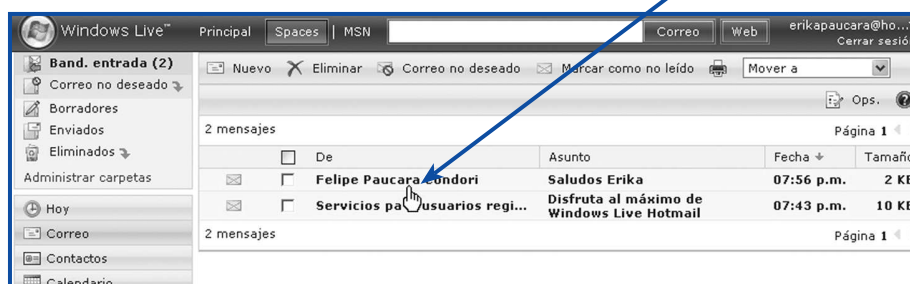 Windows Live™ Principal Spaces | MSN Correo Web erikapaucara@ho...
Cerrar sesió
Band. entrada (2)
Correo no deseado
Borradores
Enviados
Eliminados
Administrar carpetas
Hoy
Correo
Contactos
Calendario
Nuevo Eliminar Correo no deseado Marcar como no leído Mover a
Ops.
2 mensajes Página 1
De Asunto Fecha Tamaño
Felipe Paucara Condori Saludos Erika 07:56 p.m. 2 KB
Servicios para usuarios regi... Disfruta al máximo de
Windows Live Hotmail 07:43 p.m. 10 KB
2 mensajes Página 1